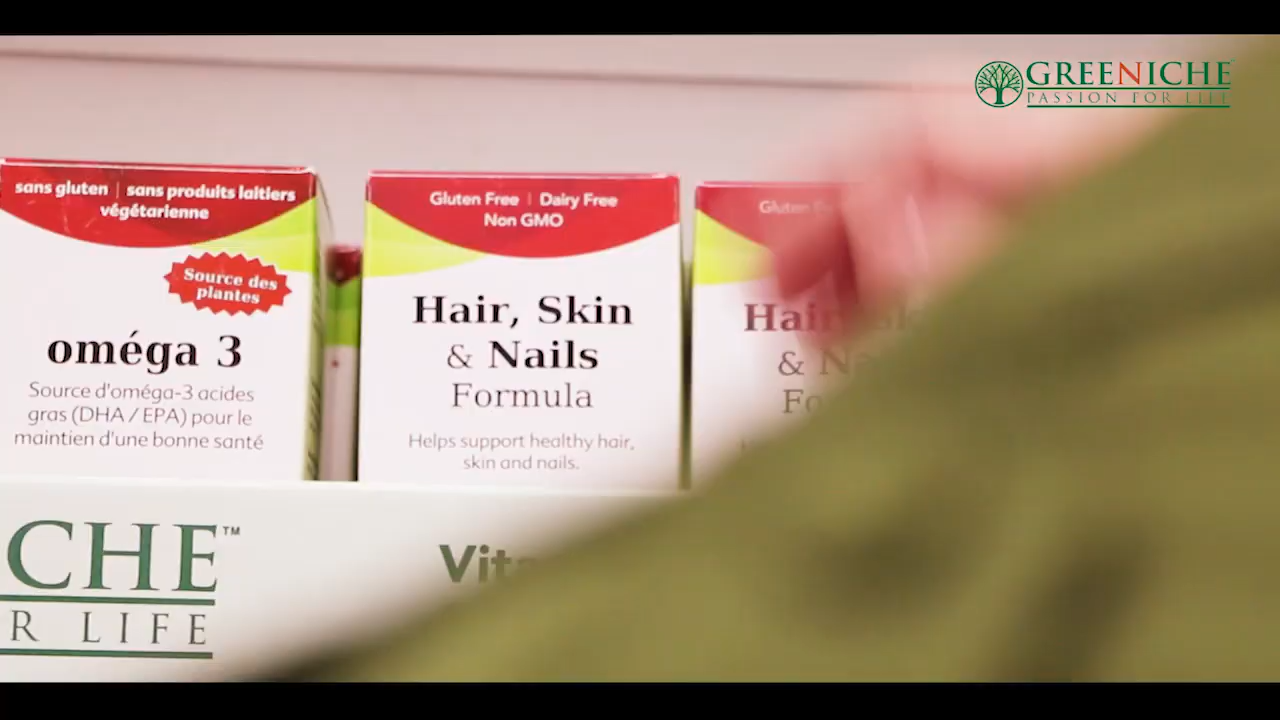 GREENICHE
PASSION FOR LIFE
sans gluten | sans produits laitiers
végétarienne
Source des
plantes
oméga 3
Source d'oméga-3 acides
gras (DHA / EPA) pour le
maintien d'une bonne santé
Gluten Free | Dairy Free
Non GMO
Hair, Skin
& Nails
Formula
Helps support healthy hair,
skin and nails.
Gluten
Hair,
&
CHE™
R LIFE